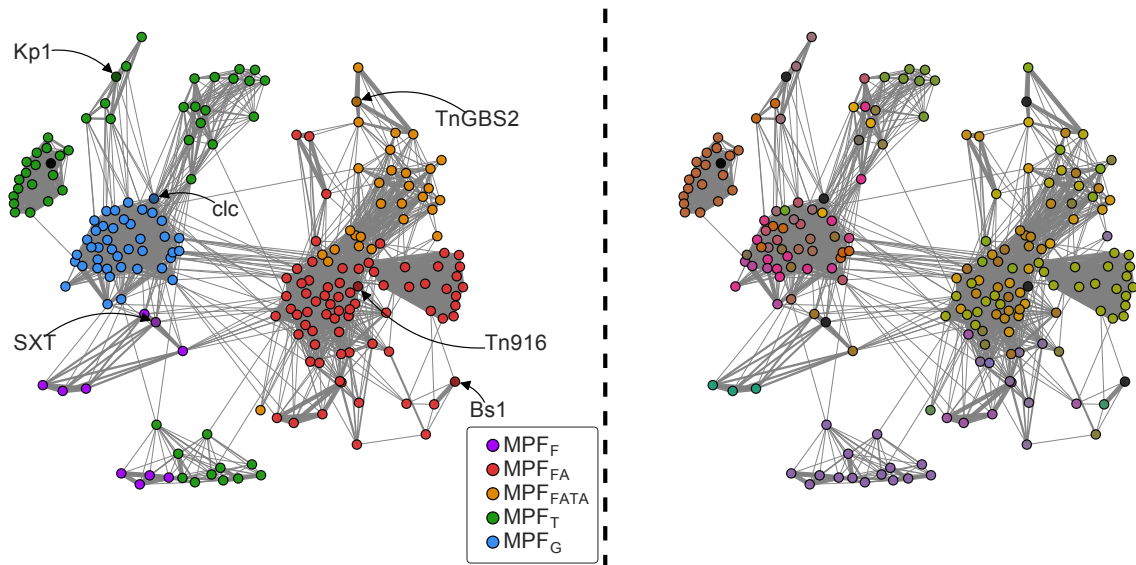 Kp1
TnGBS2
clc
SXT
Tn916
Bs1
MPF_F
MPF_FA
MPF_FATA
MPF_T
MPF_G